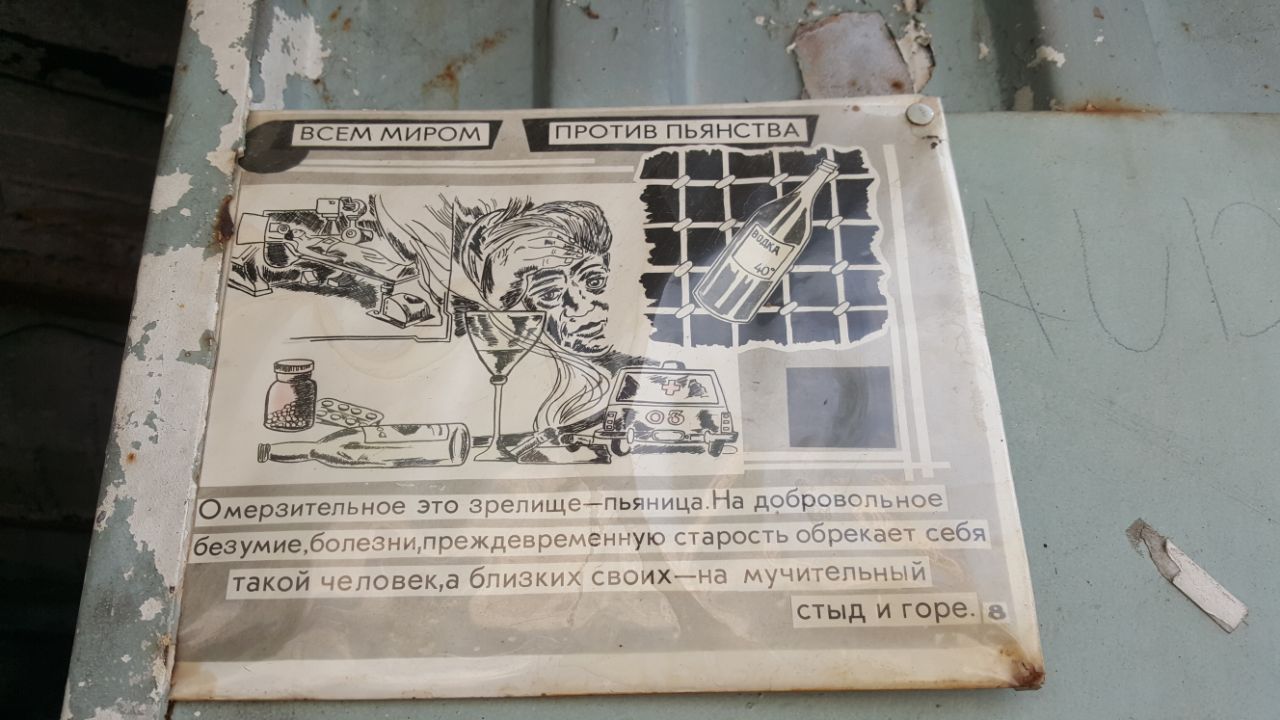 ВСЕМ МИРОМ ПРОТИВ ПЬЯНСТВА
ВОДКА
40°
03
Омерзительное это зрелище—пьяница. На добровольное
безумие, болезни, преждевременную старость обрекает себя
такой человек, а близких своих—на мучительный
стыд и горе. 8